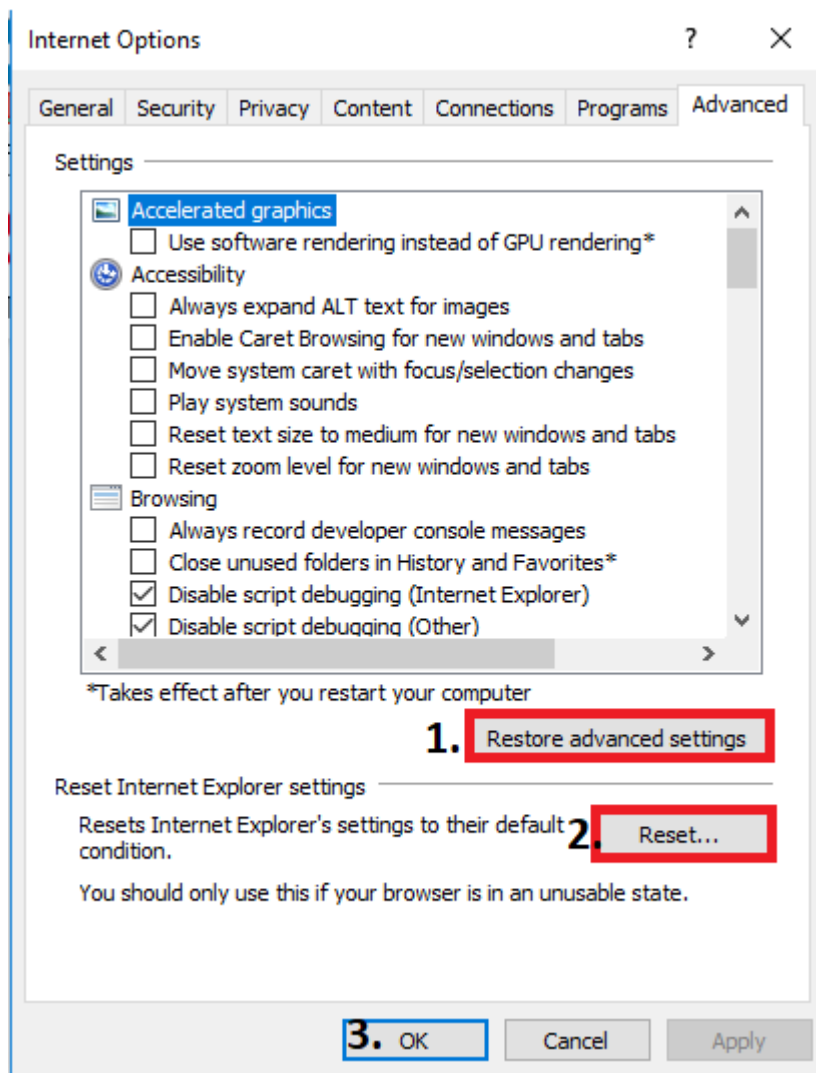 Internet Options ?
General Security Privacy Content Connections Programs Advanced
Settings
Accelerated graphics
Use software rendering instead of GPU rendering*
Accessibility
Always expand ALT text for images
Enable Caret Browsing for new windows and tabs
Move system caret with focus/selection changes
Play system sounds
Reset text size to medium for new windows and tabs
Reset zoom level for new windows and tabs
Browsing
Always record developer console messages
Close unused folders in History and Favorites*
Disable script debugging (Internet Explorer)
Disable script debugging (Other)
*Takes effect after you restart your computer
1. Restore advanced settings
Reset Internet Explorer settings
Resets Internet Explorer's settings to their default 2. Reset...
condition.
You should only use this if your browser is in an unusable state.
3. OK Cancel Apply